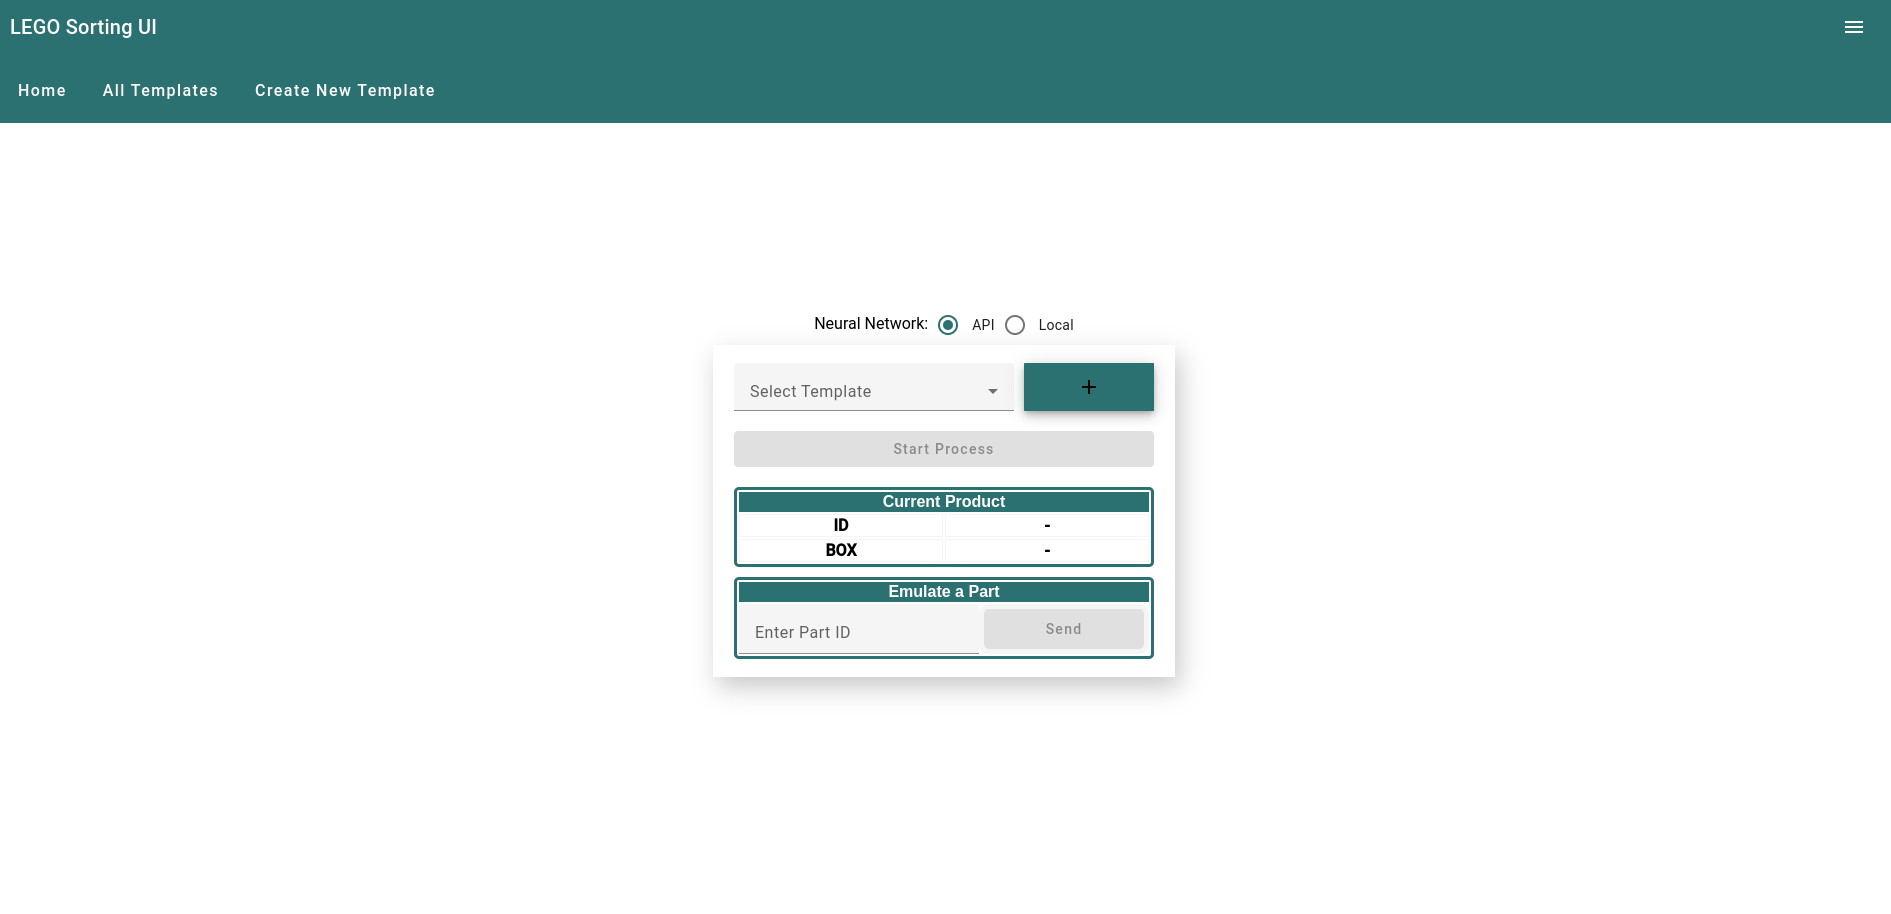 LEGO Sorting UI
Home All Templates Create New Template
Neural Network: API Local
Select Template +
Start Process
Current Product
ID -
BOX -
Emulate a Part
Enter Part ID Send